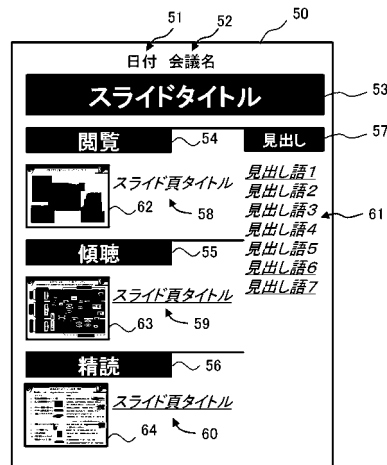 51
52
50
日付 会議名
スライドタイトル
53
閲覧
54
見出し
57
スライド頁タイトル
62
58
見出し語1
見出し語2
見出し語3
見出し語4
見出し語5
見出し語6
見出し語7
61
傾聴
55
スライド頁タイトル
63
59
精読
56
スライド頁タイトル
64
60